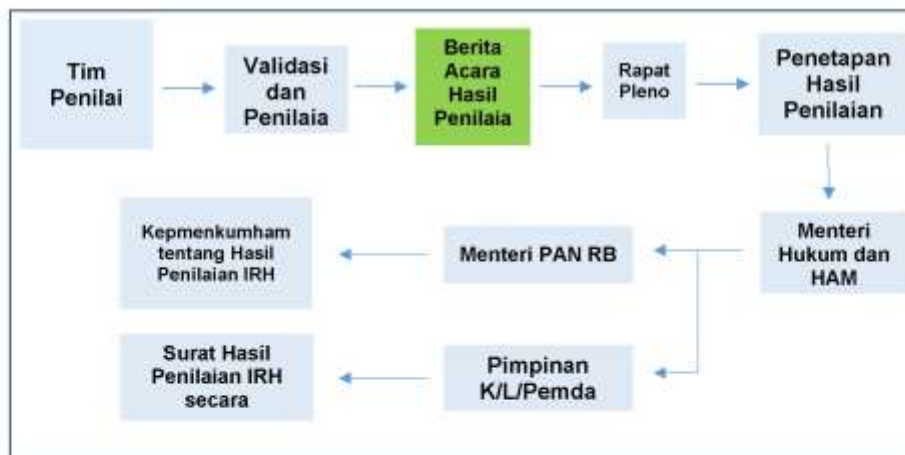 Tim
Penilai
Validasi
dan
Penilaia
Berita
Acara
Hasil
Penilaia
Rapat
Pleno
Penetapan
Hasil
Penilaian
Menteri
Hukum dan
HAM
Menteri PAN RB
Kepmenkumham
tentang Hasil
Penilaian IRH
Pimpinan
K/L/Pemda
Surat Hasil
Penilaian IRH
secara